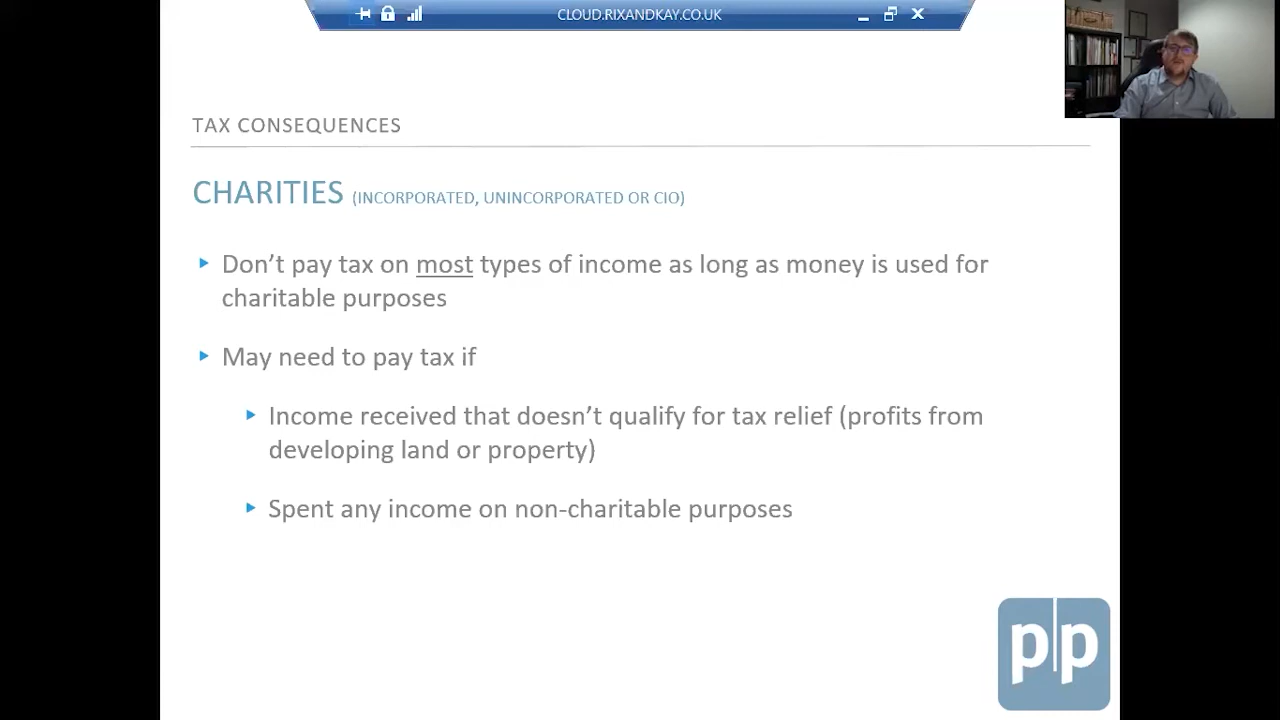 CLOUD.RIXANDKAY.CO.UK
TAX CONSEQUENCES
CHARITIES (INCORPORATED, UNINCORPORATED OR CIO)
Don’t pay tax on most types of income as long as money is used for
charitable purposes
May need to pay tax if
Income received that doesn’t qualify for tax relief (profits from
developing land or property)
Spent any income on non-charitable purposes
p|p